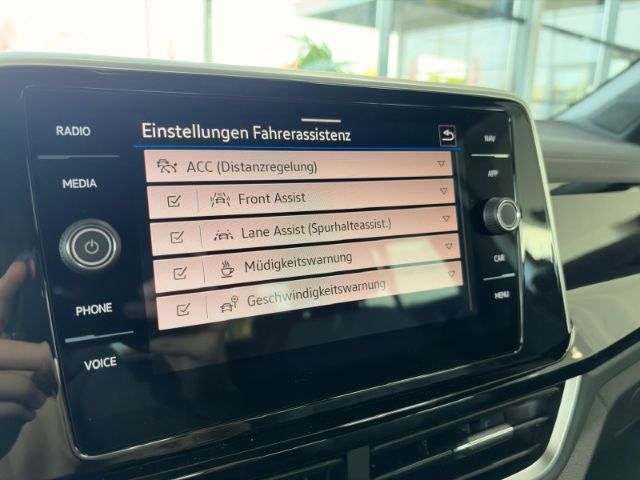 RADIO
MEDIA
PHONE
VOICE
Einstellungen Fahrerassistenz
ACC (Distanzregelung)
Front Assist
Lane Assist (Spurhalteassist.)
Müdigkeitswarnung
Geschwindigkeitswarnung
NAV
APP
CAR
MENU